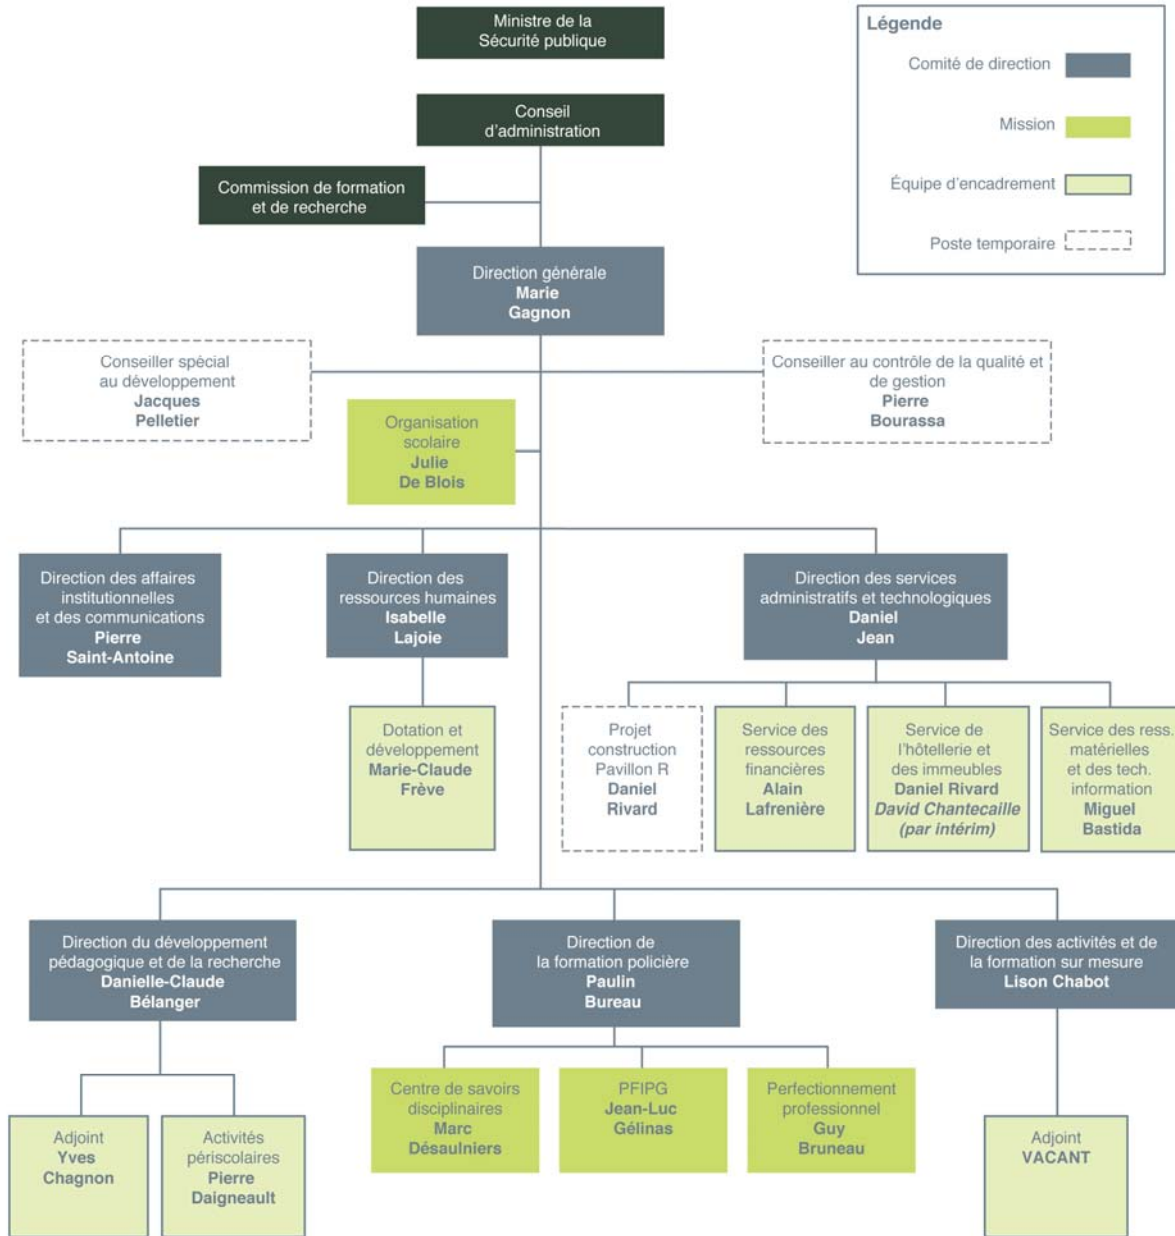 Ministre de la
Sécurité publique
Légende
Comité de direction
Mission
Équipe d'encadrement
Poste temporaire
Conseil
d'administration
Commission de formation
et de recherche
Direction générale
Marie
Gagnon
Conseiller spécial
au développement
Jacques
Pelletier
Conseiller au contrôle de la qualité et
de gestion
Pierre
Bourassa
Organisation
scolaire
Julie
De Blois
Direction des affaires
institutionnelles
et des communications
Pierre
Saint-Antoine
Direction des
ressources humaines
Isabelle
Lajoie
Direction des services
administratifs et technologiques
Daniel
Jean
Dotation et
développement
Marie-Claude
Frève
Projet
construction
Pavillon R
Daniel
Rivard
Service des
ressources
financières
Alain
Lafrenière
Service de
l'hôtellerie et
des immeubles
Daniel Rivard
David Chantecaille
(par intérim)
Service des ress.
matérielles
et des tech.
information
Miguel
Bastida
Direction du développement
pédagogique et de la recherche
Danielle-Claude
Bélanger
Direction de
la formation policière
Paulin
Bureau
Direction des activités et de
la formation sur mesure
Lison Chabot
Adjoint
Yves
Chagnon
Activités
périscolaires
Pierre
Daigneault
Centre de savoirs
disciplinaires
Marc
Désaulniers
PFIPG
Jean-Luc
Gélinas
Perfectionnement
professionnel
Guy
Bruneau
Adjoint
VACANT